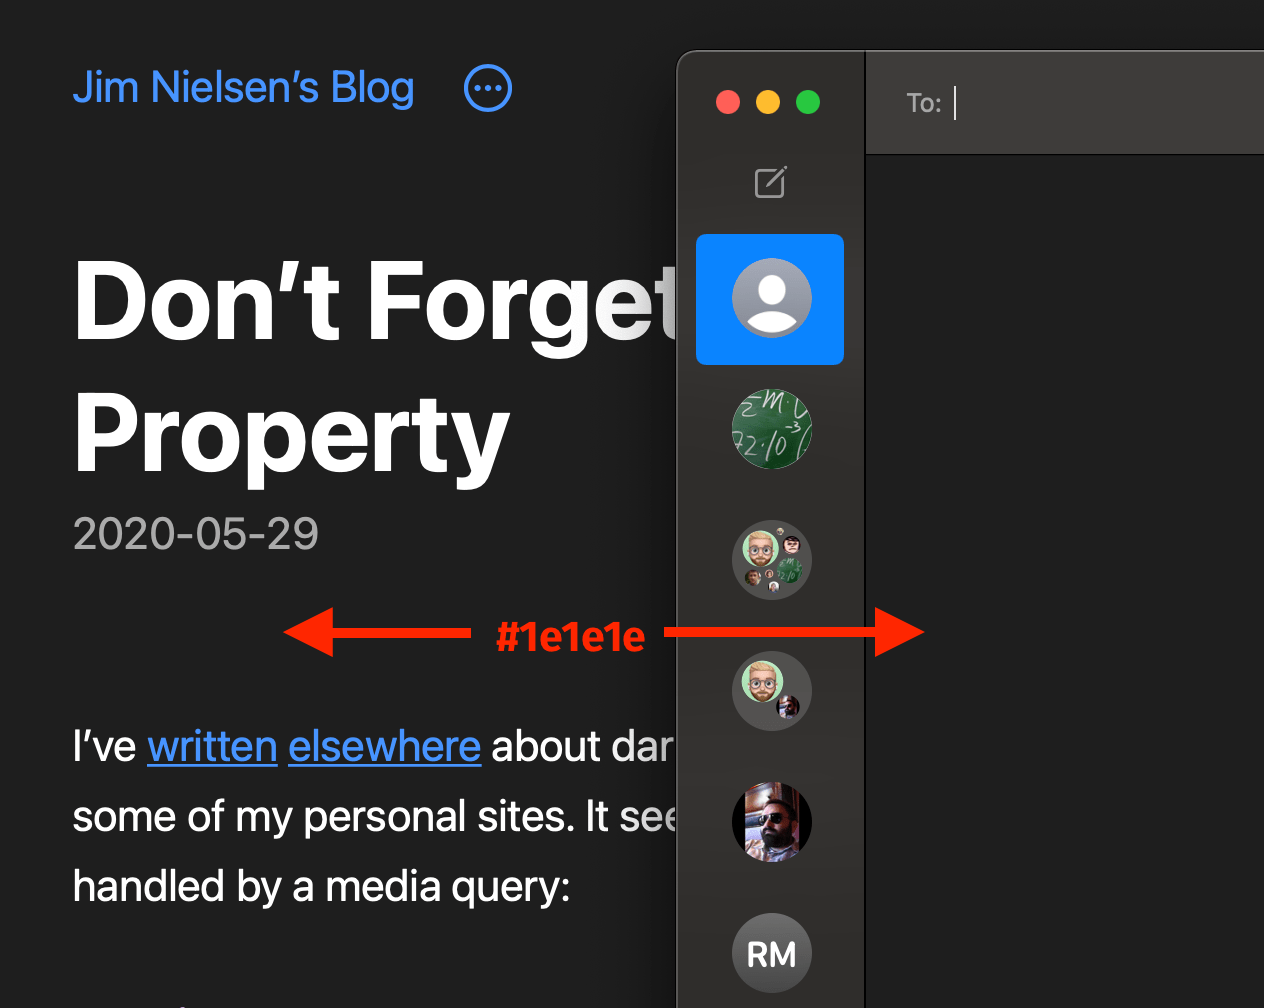 Jim Nielsen’s Blog
Don’t Forget
Property
2020-05-29
#1e1e1e
I’ve written elsewhere about dar
some of my personal sites. It see
handled by a media query:
To:
RM